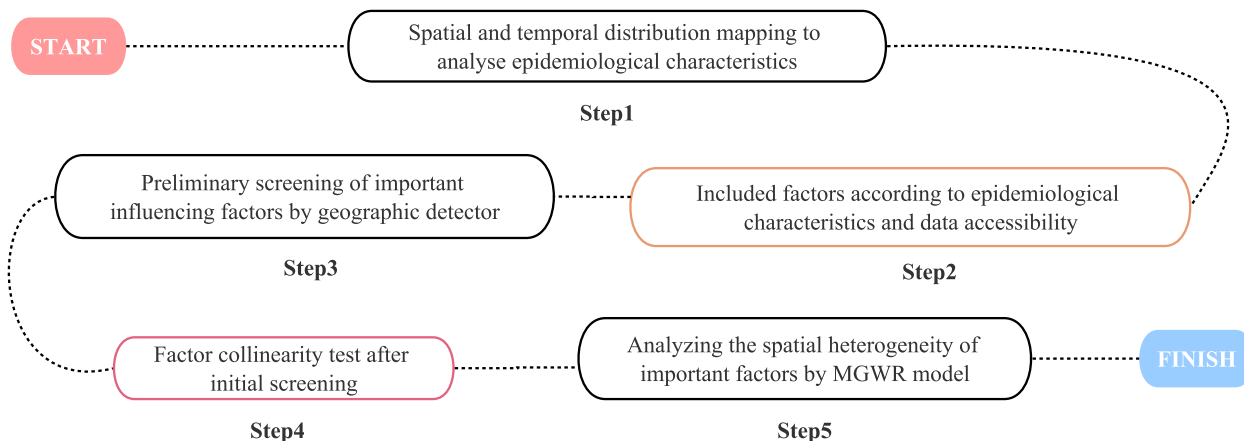 START
Spatial and temporal distribution mapping to
analyse epidemiological characteristics
Step1
Included factors according to epidemiological
characteristics and data accessibility
Step2
Preliminary screening of important
influencing factors by geographic detector
Step3
Factor collinearity test after
initial screening
Step4
Analyzing the spatial heterogeneity of
important factors by MGWR model
Step5
FINISH